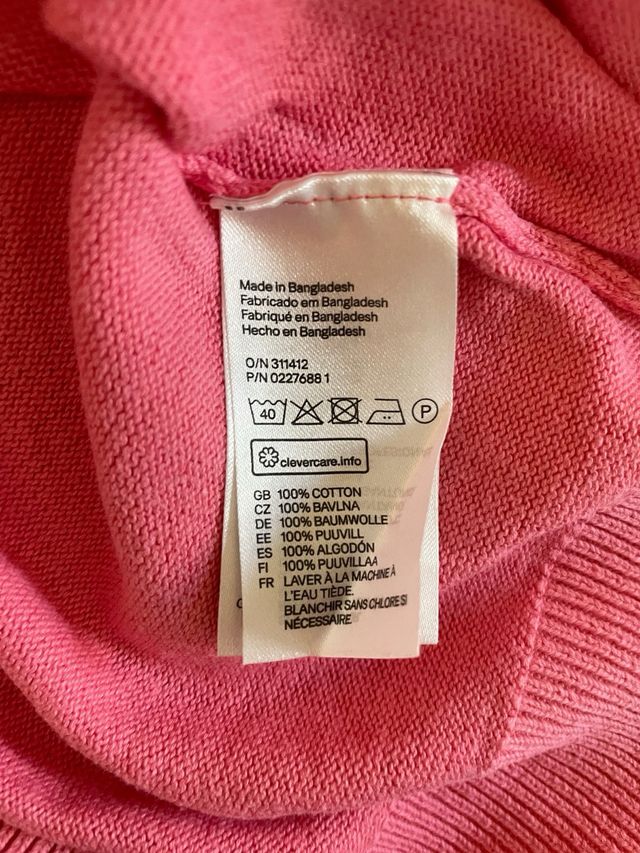 Made in Bangladesh
Fabricado em Bangladesh
Fabriqué en Bangladesh
Hecho en Bangladesh
O/N 311412
P/N 0227688 1
40 P
clevercare.info
GB 100% COTTON
CZ 100% BAVLNA
DE 100% BAUMWOLLE
EE 100% PUUVILL
ES 100% ALGODÓN
FI 100% PUUVILLAA
FR LAVER À LA MACHINE À
L'EAU TIÈDE.
BLANCHIR SANS CHLORE SI
NÉCESSAIRE